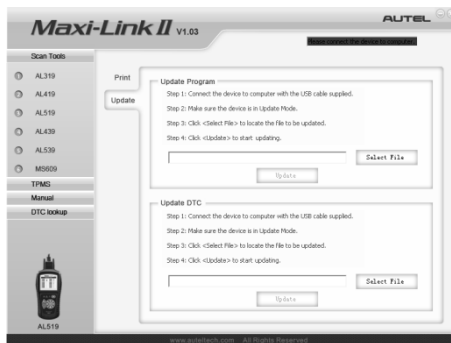 Maxi-Link II V1.03
AUTEL
Please connect the device to computer.
Scan Tools
AL319
AL419
AL519
AL439
AL539
MS609
TPMS
Manual
DTC lookup
AL519
Print
Update
Update Program
Step 1: Connect the device to computer with the USB cable supplied.
Step 2: Make sure the device is in Update Mode.
Step 3: Click <Select File> to locate the file to be updated.
Step 4: Click <Update> to start updating.
Select File
Update
Update DTC
Step 1: Connect the device to computer with the USB cable supplied.
Step 2: Make sure the device is in Update Mode.
Step 3: Click <Select File> to locate the file to be updated.
Step 4: Click <Update> to start updating.
Select File
Update
www.auteltech.com All Rights Reserved